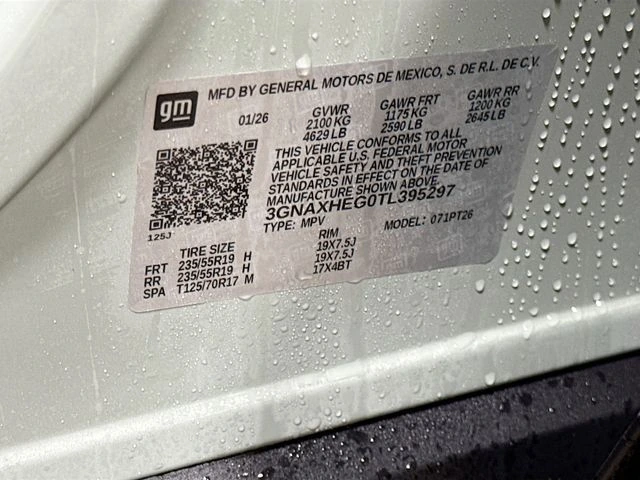 gm
MFD BY GENERAL MOTORS DE MEXICO, S. DE R.L. DE C.V.
01/26 GVWR GAWR FRT GAWR RR
2100 KG 1175 KG 1200 KG
4629 LB 2590 LB 2645 LB
THIS VEHICLE CONFORMS TO ALL
APPLICABLE U.S. FEDERAL MOTOR
VEHICLE SAFETY AND THEFT PREVENTION
STANDARDS IN EFFECT ON THE DATE OF
MANUFACTURE SHOWN ABOVE.
3GNAXHEG0TL395297
TYPE: MPV MODEL: 071PT26
125J
TIRE SIZE RIM
FRT 235/55R19 H 19X7.5J
RR 235/55R19 H 19X7.5J
SPA T125/70R17 M 17X4BT